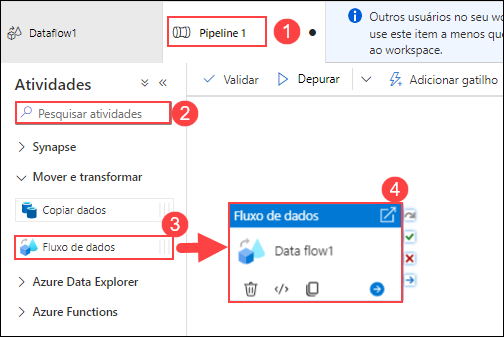 Dataflow1
Pipeline 1
1
Outros usuários no seu wo
use este item a menos que
ao workspace.
Atividades
Validar
Depurar
Adicionar gatilho
Pesquisar atividades
2
Synapse
Mover e transformar
Copiar dados
3
Fluxo de dados
4
Fluxo de dados
Data flow1
Azure Data Explorer
Azure Functions